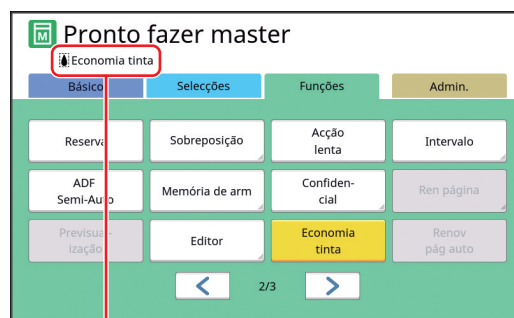 M Pronto fazer master
Economia tinta
Básico Selecções Funções Admin.
Reserva Sobreposição Acção Intervalo
lenta
ADF Memória de arm Confiden- Ren página
Semi-Auto cial
Previsual- Editor Economia Renov
ização tinta pág auto
2/3